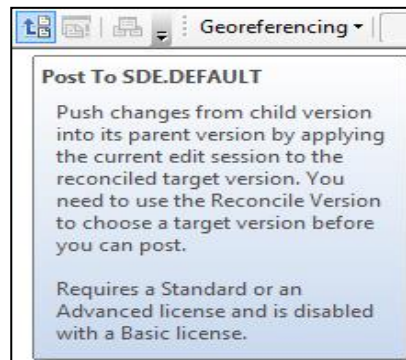 Georeferencing
Post To SDE.DEFAULT
Push changes from child version
into its parent version by applying
the current edit session to the
reconciled target version. You
need to use the Reconcile Version
to choose a target version before
you can post.
Requires a Standard or an
Advanced license and is disabled
with a Basic license.